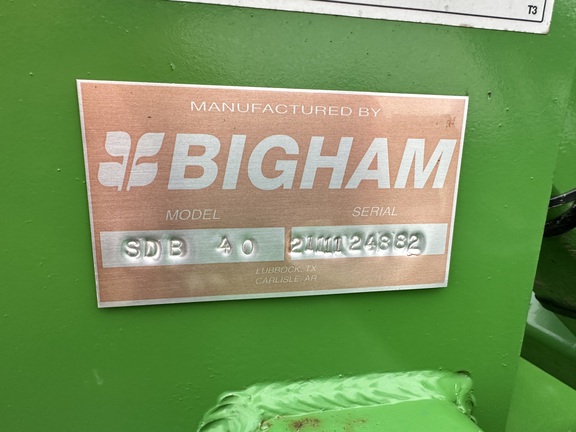 T3
MANUFACTURED BY
BIGHAM
MODEL SERIAL
SDB 40
LUBBOCK, TX
CARLISLE, AR